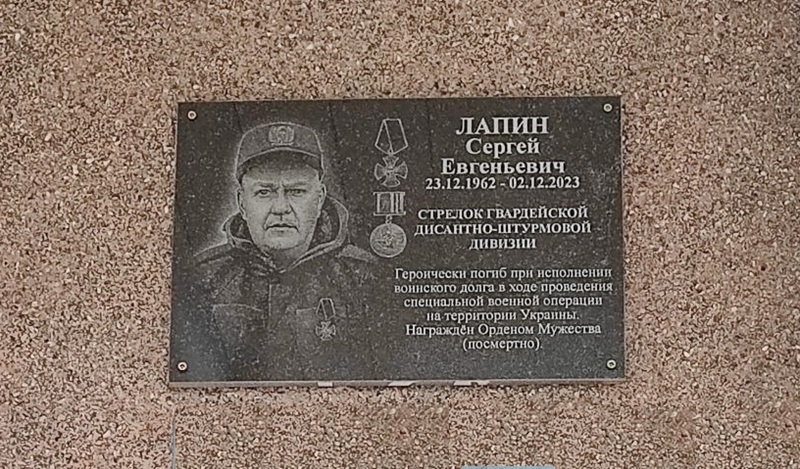 ЛАПИН
Сергей
Евгеньевич
23.12.1962 - 02.12.2023
СТРЕЛОК ГВАРДЕЙСКОЙ
ДИСАНТНО-ШТУРМОВОЙ
ДИВИЗИИ
Героически погиб при исполнении
воинского долга в ходе проведения
специальной военной операции
на территории Украины.
Награждён Орденом Мужества
(посмертно).